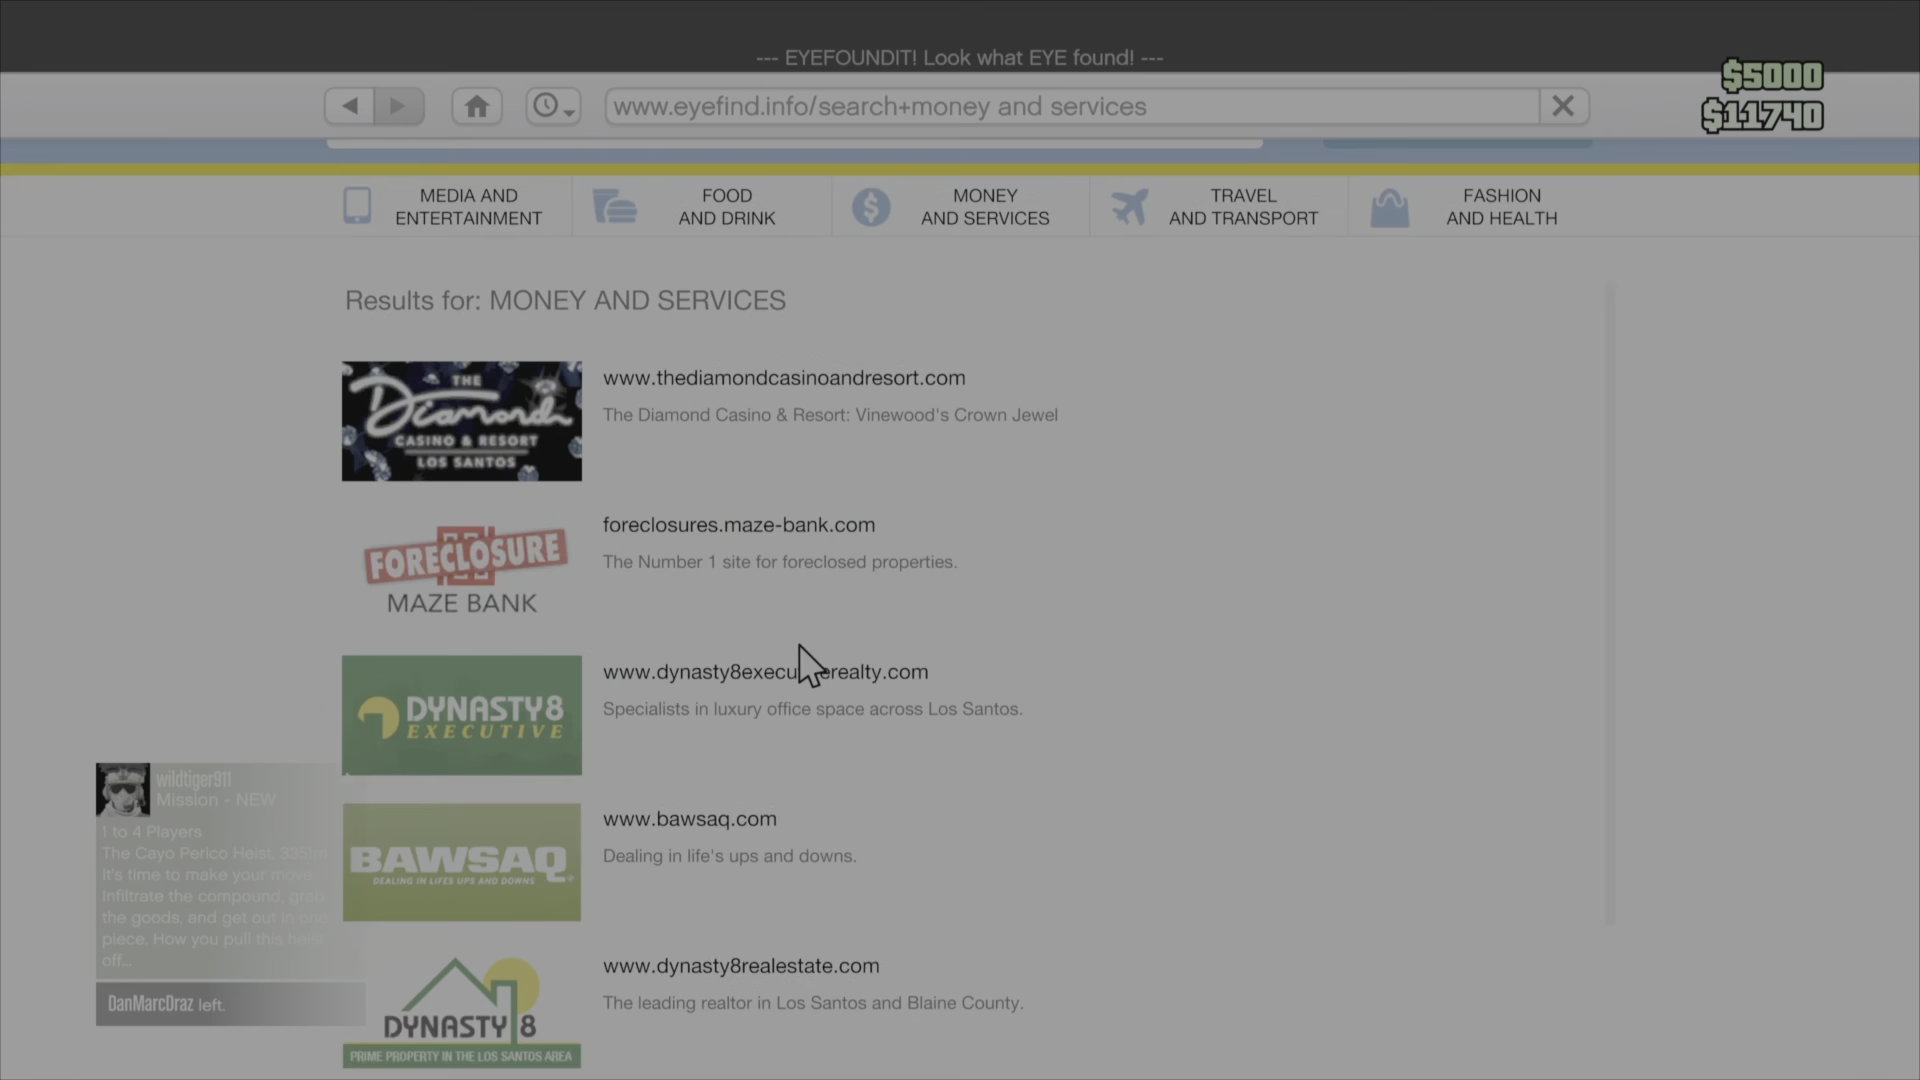 --- EYEFOUNDIT! Look what EYE found! ---
$5000
$11740
www.eyefind.info/search+money and services
MEDIA AND
ENTERTAINMENT
FOOD
AND DRINK
MONEY
AND SERVICES
TRAVEL
AND TRANSPORT
FASHION
AND HEALTH
Results for: MONEY AND SERVICES
THE
Diamond
CASINO & RESORT
LOS SANTOS
www.thediamondcasinoandresort.com
The Diamond Casino & Resort: Vinewood's Crown Jewel
FORECLOSURE
MAZE BANK
foreclosures.maze-bank.com
The Number 1 site for foreclosed properties.
DYNASTY8
EXECUTIVE
www.dynasty8execu erealty.com
Specialists in luxury office space across Los Santos.
wildtiger911
Mission - NEW
1 to 4 Players
The Cayo Perico Heist.
It's time to make your move.
Infiltrate the compound, grab
the goods, and get out in one
piece. How you pull this heist
off...
DanMarcDraz left.
BAWSAQ
DEALING IN LIFES UPS AND DOWNS
www.bawsaq.com
Dealing in life's ups and downs.
DYNASTY 8
PRIME PROPERTY IN THE LOS SANTOS AREA
www.dynasty8realestate.com
The leading realtor in Los Santos and Blaine County.